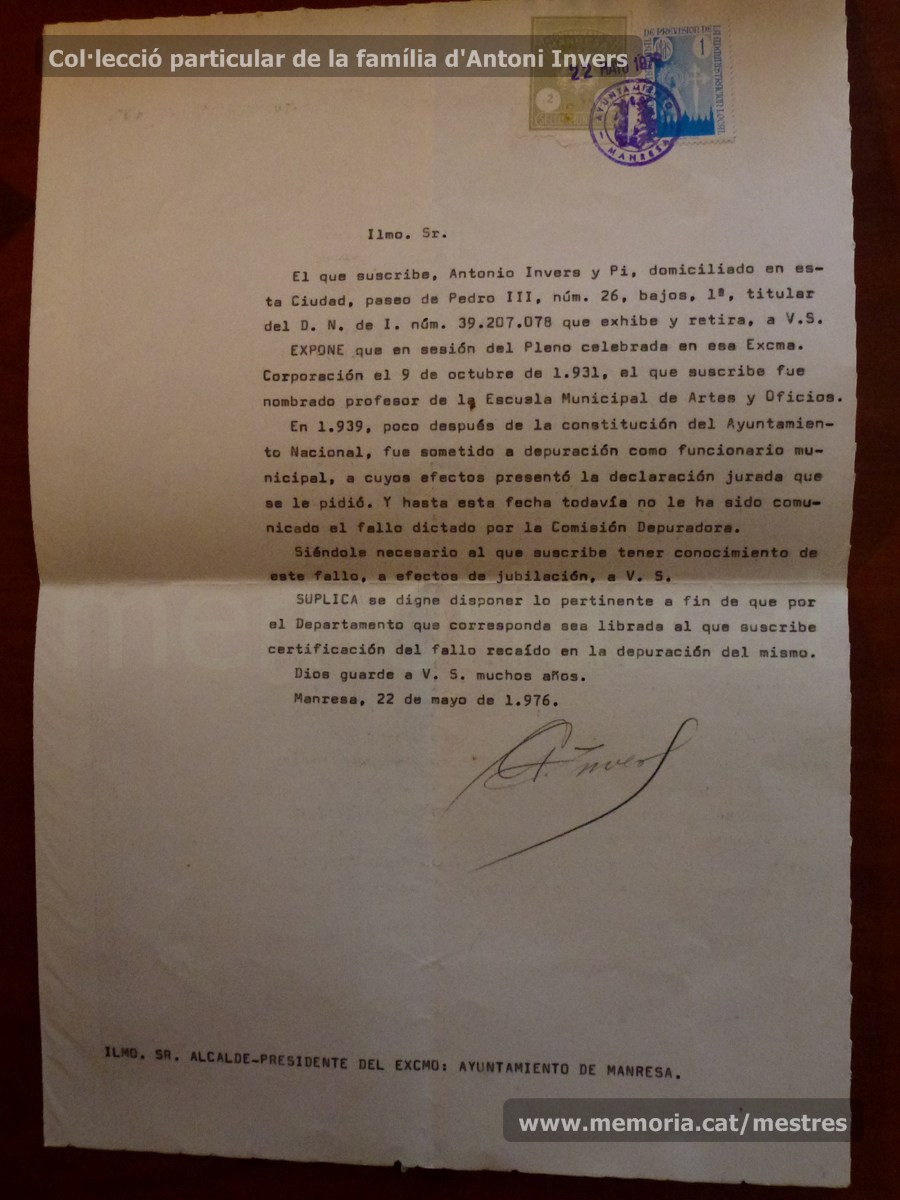 Col·lecció particular de la família d'Antoni Invers
DE PREVISION DE
1
2
22 MAYO 197
AYUNTAMIENTO
MANRESA
Ilmo. Sr.
El que suscribe, Antonio Invers y Pi, domiciliado en es-
ta Ciudad, paseo de Pedro III, núm. 26, bajos, 1ª, titular
del D. N. de I. núm. 39.207.078 que exhibe y retira, a V.S.
EXPONE que en sesión del Pleno celebrada en esa Excma.
Corporación el 9 de octubre de 1.931, el que suscribe fue
nombrado profesor de la Escuela Municipal de Artes y Oficios.
En 1.939, poco después de la constitución del Ayuntamien-
to Nacional, fue sometido a depuración como funcionario mu-
nicipal, a cuyos efectos presentó la declaración jurada que
se le pidió. Y hasta esta fecha todavía no le ha sido comu-
nicado el fallo dictado por la Comisión Depuradora.
Siéndole necesario al que suscribe tener conocimiento de
este fallo, a efectos de jubilación, a V. S.
SUPLICA se digne disponer lo pertinente a fin de que por
el Departamento que corresponda sea librada al que suscribe
certificación del fallo recaído en la depuración del mismo.
Dios guarde a V. S. muchos años.
Manresa, 22 de mayo de 1.976.
A. Invers
ILMO. SR. ALCALDE-PRESIDENTE DEL EXCMO: AYUNTAMIENTO DE MANRESA.
www.memoria.cat/mestres